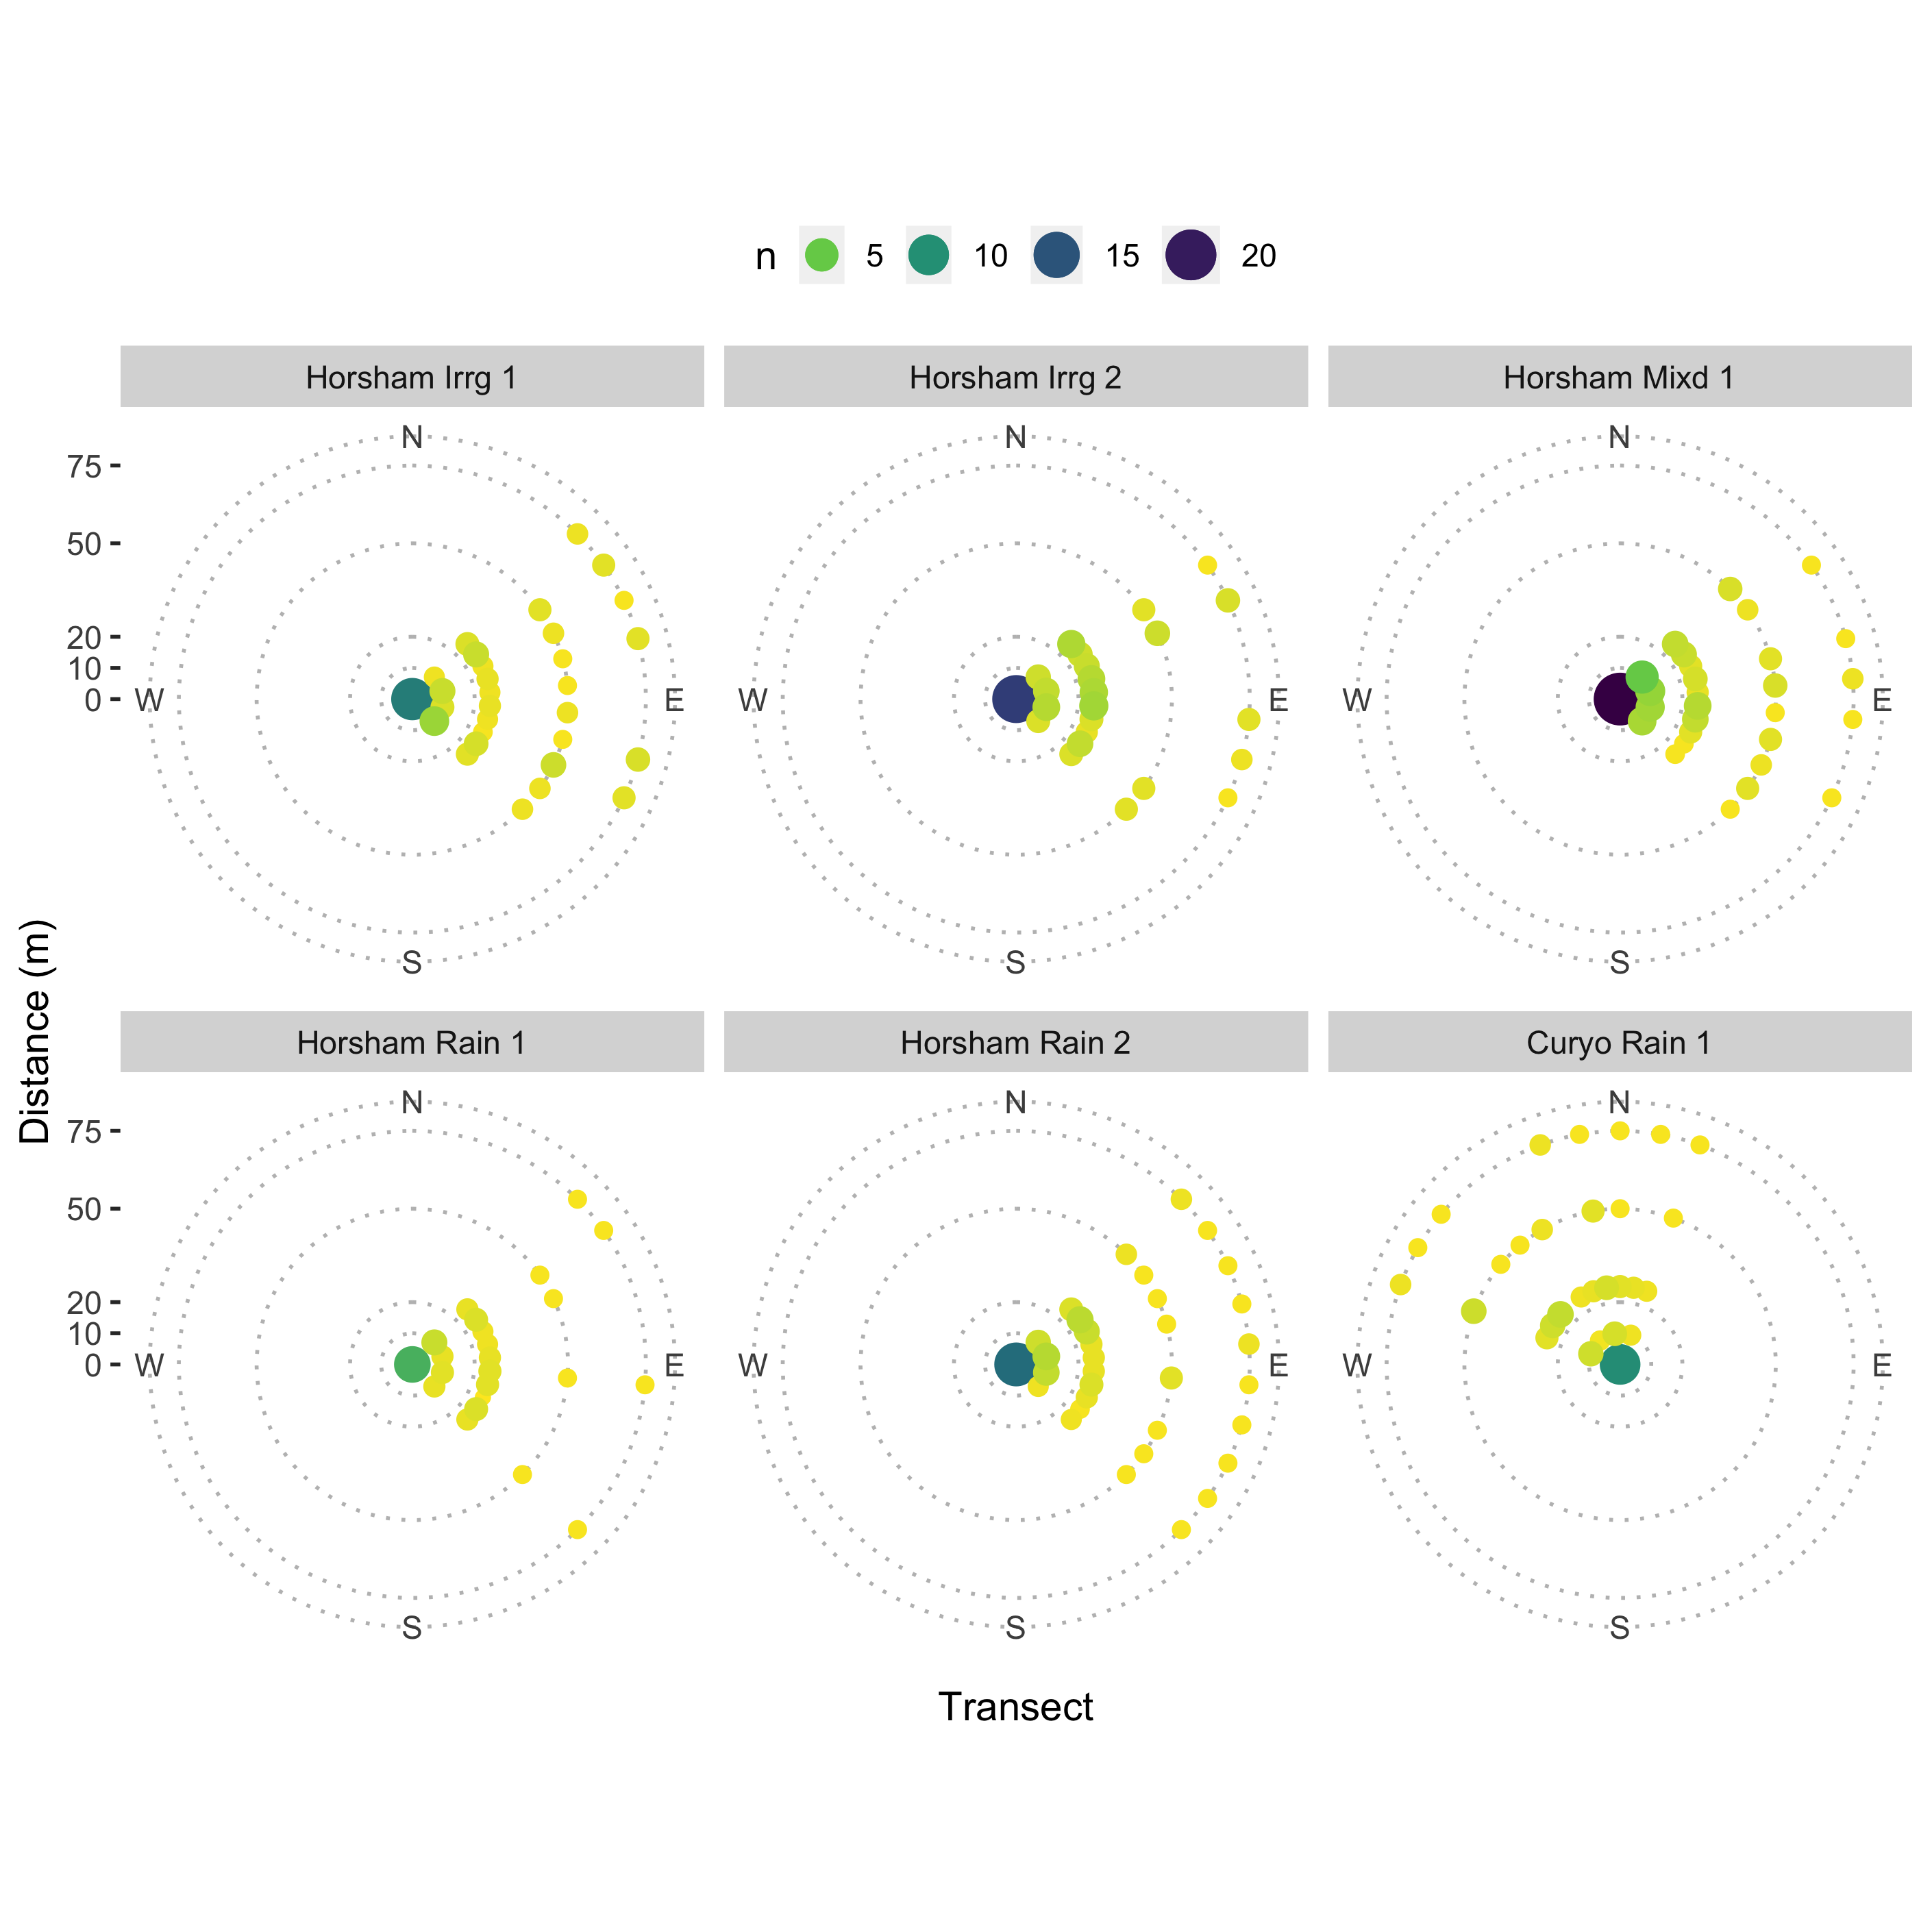 n 5 10 15 20
Horsham Irrg 1 Horsham Irrg 2 Horsham Mixd 1
N N N
75
50
20
10
0
W E W E W E
S S S
Distance (m)
Horsham Rain 1 Horsham Rain 2 Curyo Rain 1
N N N
75
50
20
10
0
W E W E W E
S S S
Transect